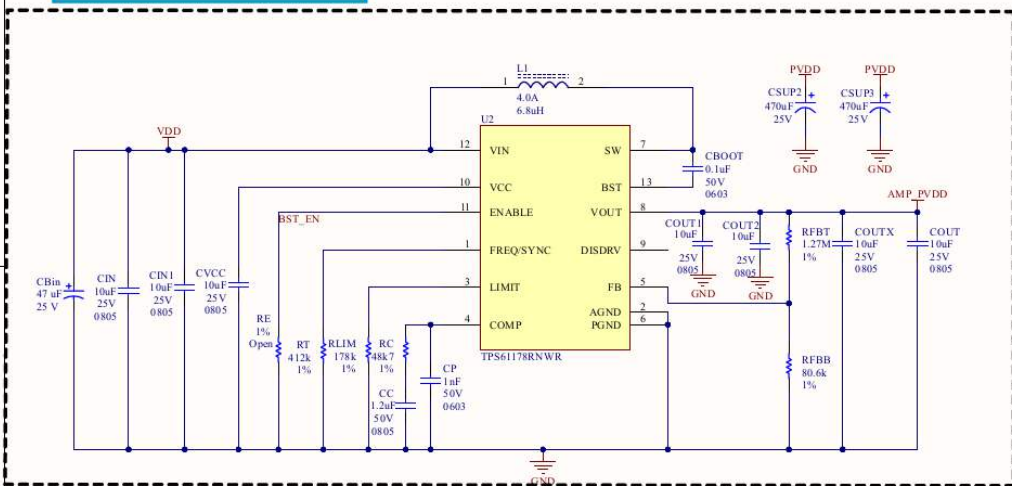 PVDD
PVDD
CSUP2
470uF
25V
CSUP3
470uF
25V
GND
GND
L1
1
2
4.0A
6.8uH
U2
VDD
12
VIN
SW
7
CBOOT
0.1uF
50V
0603
10
VCC
BST
13
11
ENABLE
VOUT
8
AMP_PVDD
BST_EN
1
FREQ/SYNC
DISDRV
9
COUT1
10uF
25V
0805
COUT2
10uF
25V
0805
RFBT
1.27M
1%
COUTX
10uF
25V
0805
COUT
10uF
25V
0805
GND
GND
3
LIMIT
FB
5
AGND
2
PGND
6
4
COMP
TPS61178RNWR
CBin
47 uF
25 V
CIN
10uF
25V
0805
CIN1
10uF
25V
0805
CVCC
10uF
25V
0805
RE
1%
Open
RT
412k
1%
RLIM
178k
1%
RC
48k7
1%
CC
1.2uF
50V
0805
CP
1nF
50V
0603
RFBB
80.6k
1%
GND